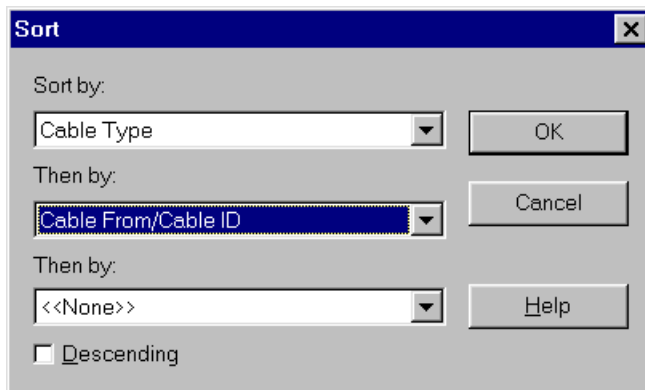 Sort
Sort by:
Cable Type
OK
Then by:
Cable From/Cable ID
Cancel
Then by:
<<None>>
Help
Descending